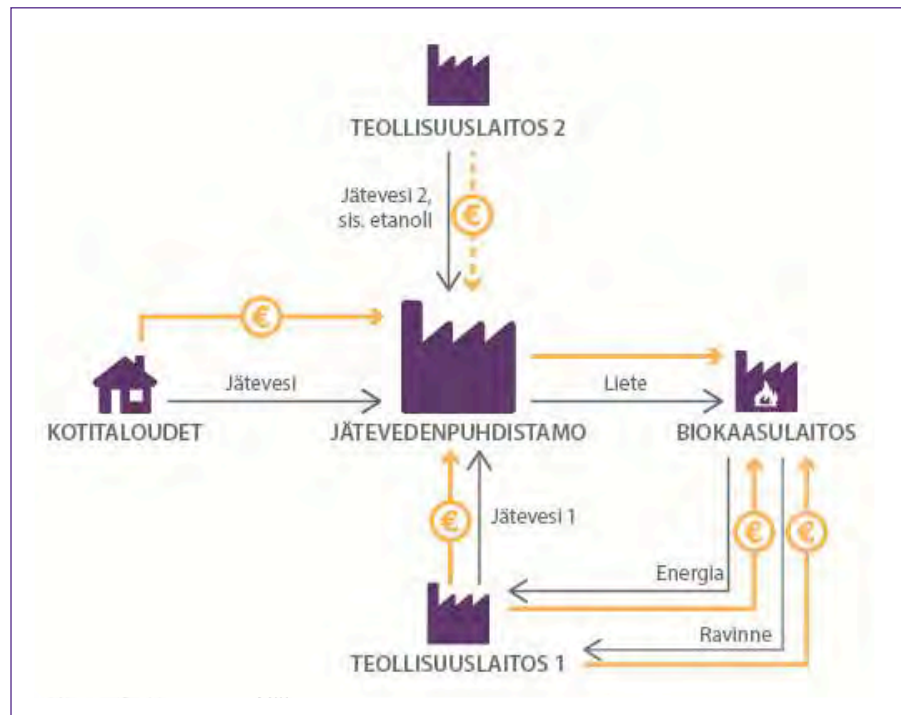 TEOLLISUUSLAITOS 2
Jätevesi 2,
sis. etanoli
€
€
Jätevesi
Liete
KOTITALOUDET
JÄTEVEDENPUHDISTAMO
BIOKAASULAITOS
€
Jätevesi 1
€
€
Energia
Ravinne
TEOLLISUUSLAITOS 1